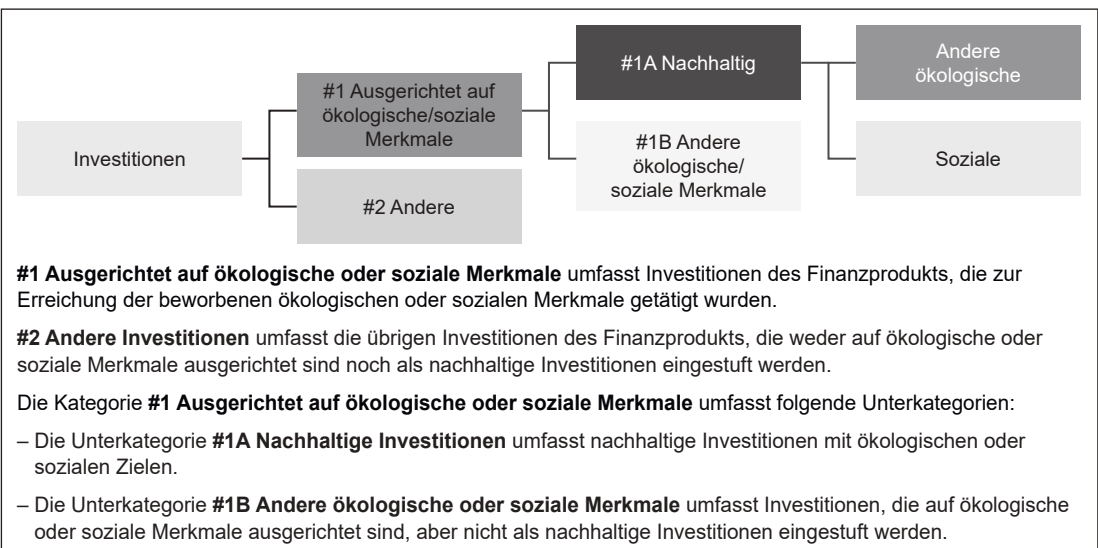 Investitionen
#1 Ausgerichtet auf
ökologische/soziale
Merkmale
#2 Andere
#1A Nachhaltig
#1B Andere
ökologische/
soziale Merkmale
Andere
ökologische
Soziale
#1 Ausgerichtet auf ökologische oder soziale Merkmale umfasst Investitionen des Finanzprodukts, die zur
Erreichung der beworbenen ökologischen oder sozialen Merkmale getätigt wurden.
#2 Andere Investitionen umfasst die übrigen Investitionen des Finanzprodukts, die weder auf ökologische oder
soziale Merkmale ausgerichtet sind noch als nachhaltige Investitionen eingestuft werden.
Die Kategorie #1 Ausgerichtet auf ökologische oder soziale Merkmale umfasst folgende Unterkategorien:
– Die Unterkategorie #1A Nachhaltige Investitionen umfasst nachhaltige Investitionen mit ökologischen oder
sozialen Zielen.
– Die Unterkategorie #1B Andere ökologische oder soziale Merkmale umfasst Investitionen, die auf ökologische
oder soziale Merkmale ausgerichtet sind, aber nicht als nachhaltige Investitionen eingestuft werden.